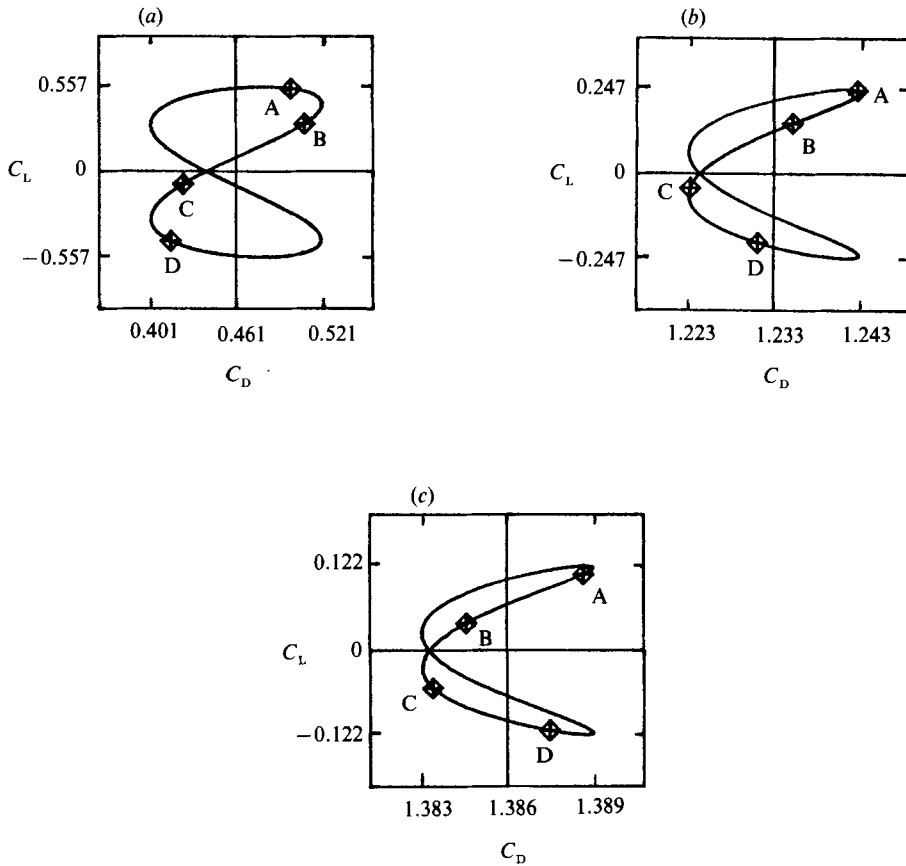 (a)
0.557
0
−0.557
C_L
A
B
C
D
0.401 0.461 0.521
C_D
(b)
0.247
0
−0.247
C_L
A
B
C
D
1.223 1.233 1.243
C_D
(c)
0.122
0
−0.122
C_L
A
B
C
D
1.383 1.386 1.389
C_D